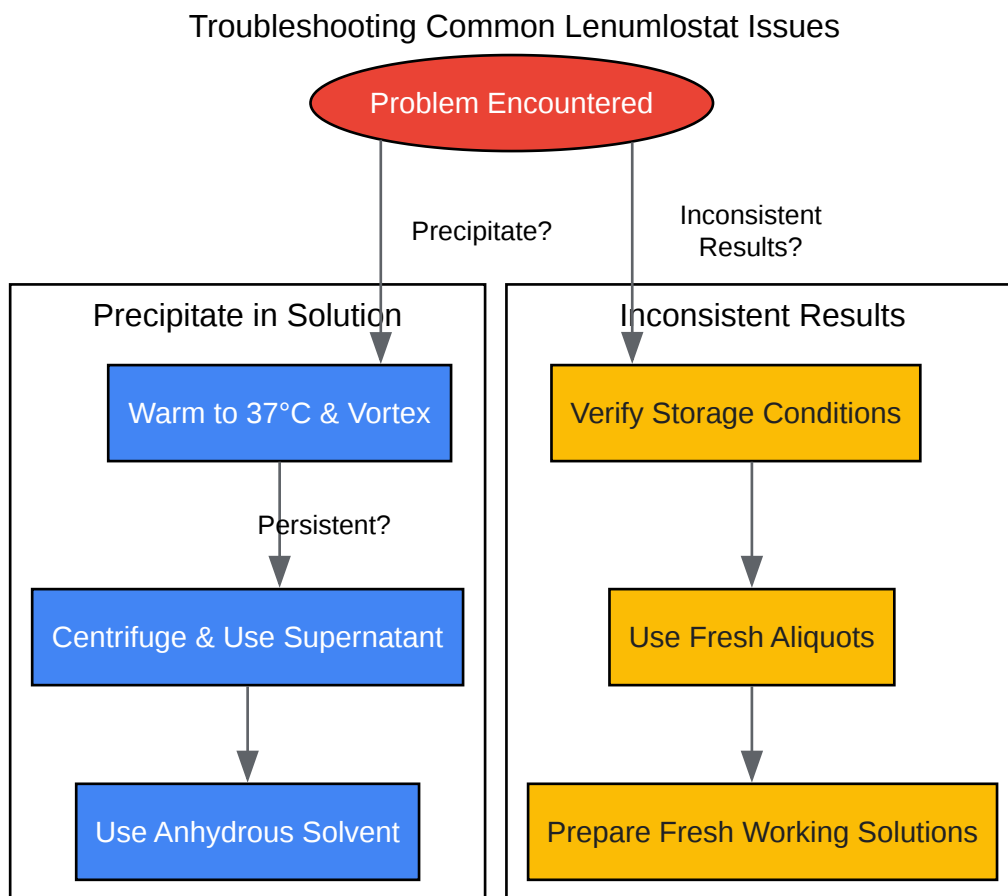 Troubleshooting Common Lenumlostat Issues
Problem Encountered
Precipitate?
Inconsistent
Results?
Precipitate in Solution
Warm to 37°C & Vortex
Persistent?
Centrifuge & Use Supernatant
Use Anhydrous Solvent
Inconsistent Results
Verify Storage Conditions
Use Fresh Aliquots
Prepare Fresh Working Solutions